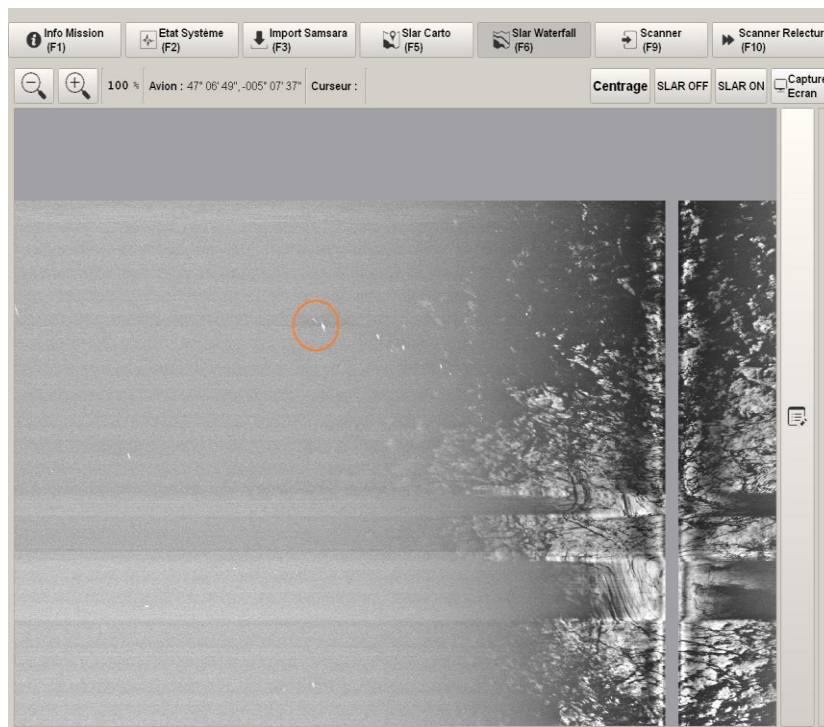 Info Mission
(F1)
Etat Système
(F2)
Import Samsara
(F3)
Slar Carto
(F5)
Slar Waterfall
(F6)
Scanner
(F9)
Scanner Relectur
(F10)
100 % Avion : 47° 06' 49", -005° 07' 37" Curseur :
Centrage SLAR OFF SLAR ON Capture
Ecran